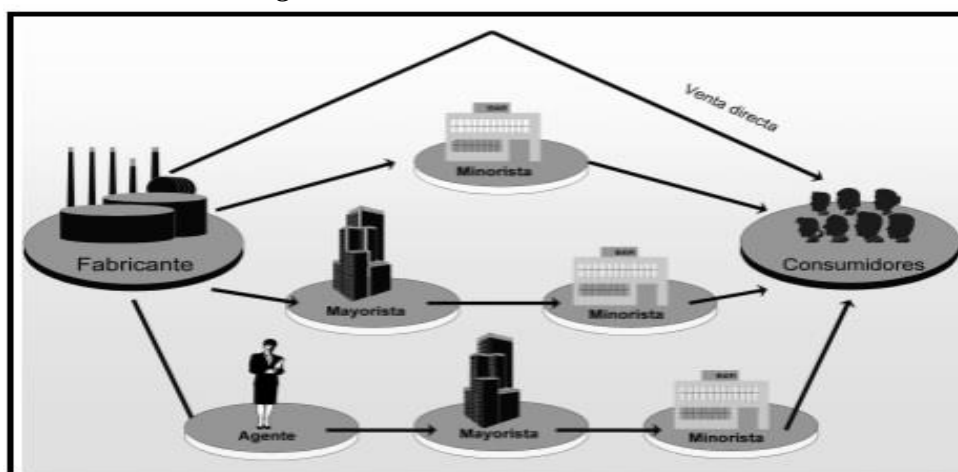 Venta directa
Minorista
Fabricante
Consumidores
Mayorista
Minorista
Agente
Mayorista
Minorista